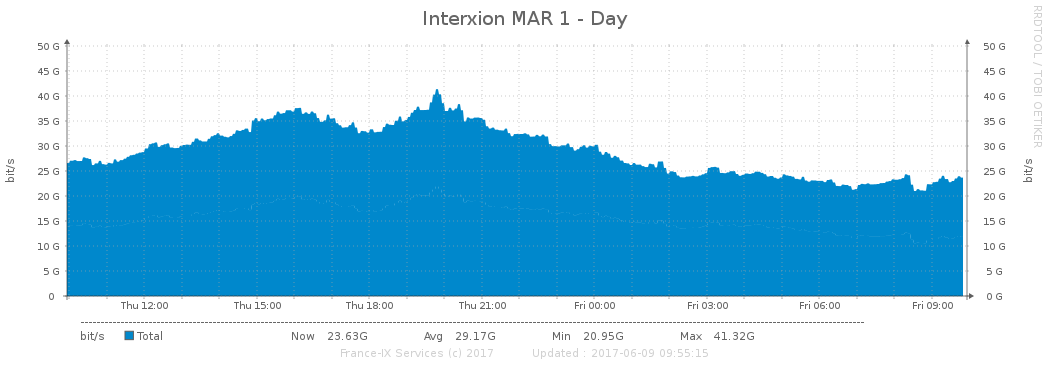 Interxion MAR 1 - Day
RRDTOOL / TOBI OETIKER
bit/s
50 G 50 G
45 G 45 G
40 G 40 G
35 G 35 G
30 G 30 G
25 G 25 G
20 G 20 G
15 G 15 G
10 G 10 G
5 G 5 G
0 0 G
bit/s
Thu 12:00 Thu 15:00 Thu 18:00 Thu 21:00 Fri 00:00 Fri 03:00 Fri 06:00 Fri 09:00
bit/s Total Now 23.63G Avg 29.17G Min 20.95G Max 41.32G
France-IX Services (c) 2017 Updated : 2017-06-09 09:55:15